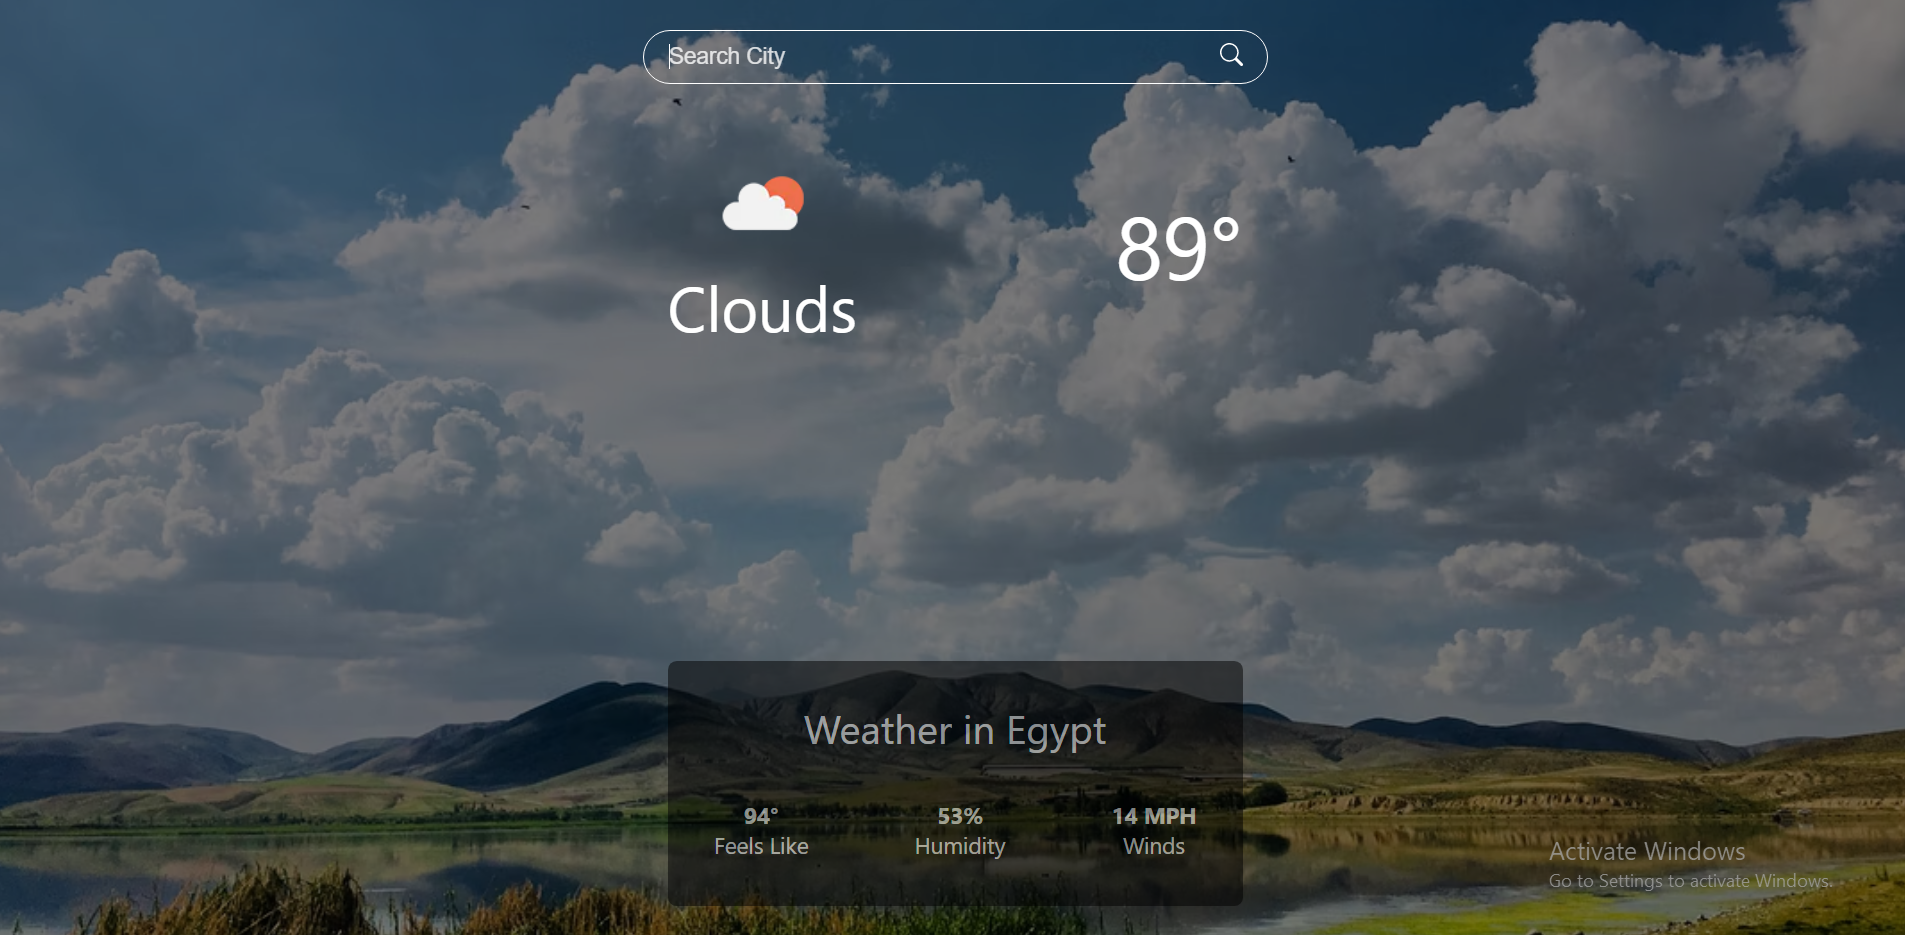 Search City
Clouds
89°
Weather in Egypt
94°
Feels Like
53%
Humidity
14 MPH
Winds
Activate Windows
Go to Settings to activate Windows.